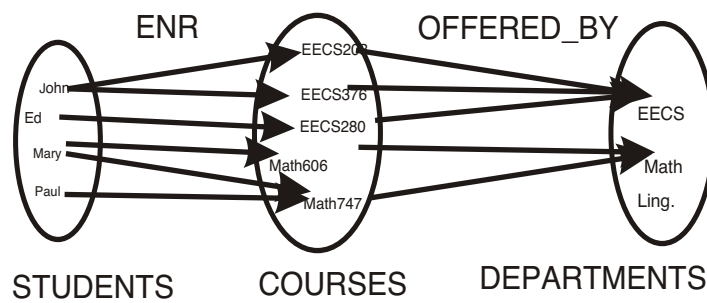 ENR
OFFERED_BY
John
Ed
Mary
Paul
EECS376
EECS280
Math606
Math747
EECS
Math
Ling.
STUDENTS
COURSES
DEPARTMENTS